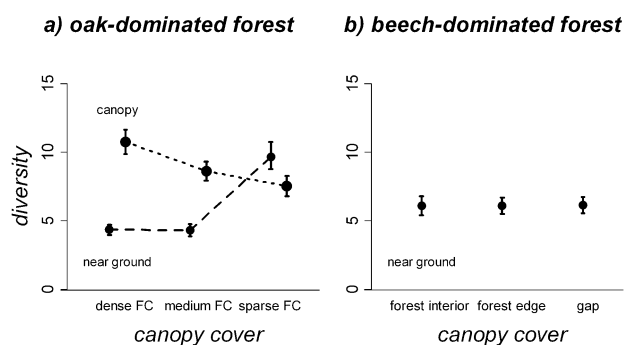 a) oak-dominated forest
diversity
15
10
5
0
canopy
near ground
dense FC medium FC sparse FC
canopy cover
b) beech-dominated forest
15
10
5
0
near ground
forest interior forest edge gap
canopy cover